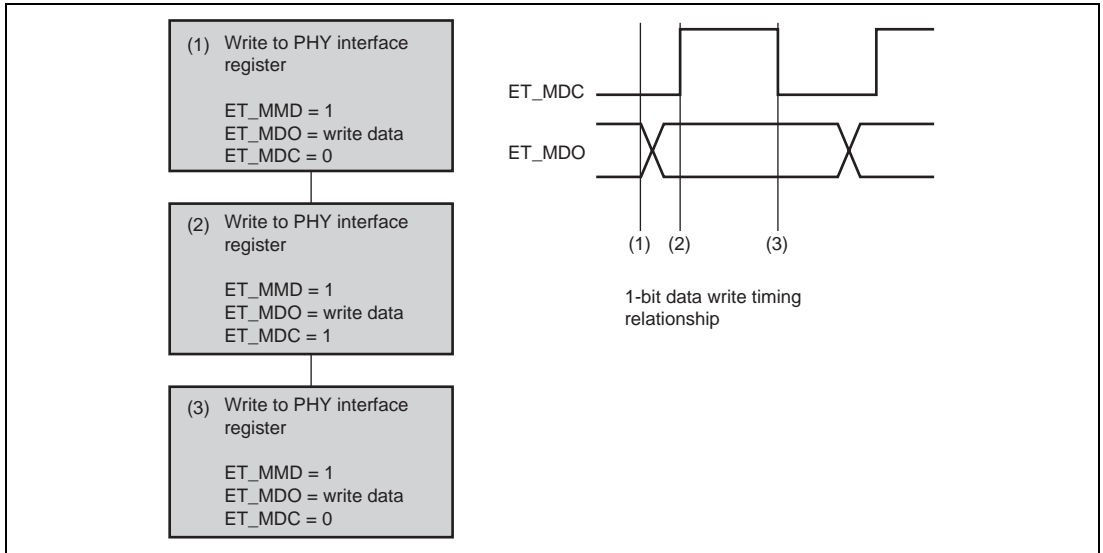 (1) Write to PHY interface
register
ET_MMD = 1
ET_MDO = write data
ET_MDC = 0
(2) Write to PHY interface
register
ET_MMD = 1
ET_MDO = write data
ET_MDC = 1
(3) Write to PHY interface
register
ET_MMD = 1
ET_MDO = write data
ET_MDC = 0
ET_MDC
ET_MDO
(1) (2) (3)
1-bit data write timing
relationship